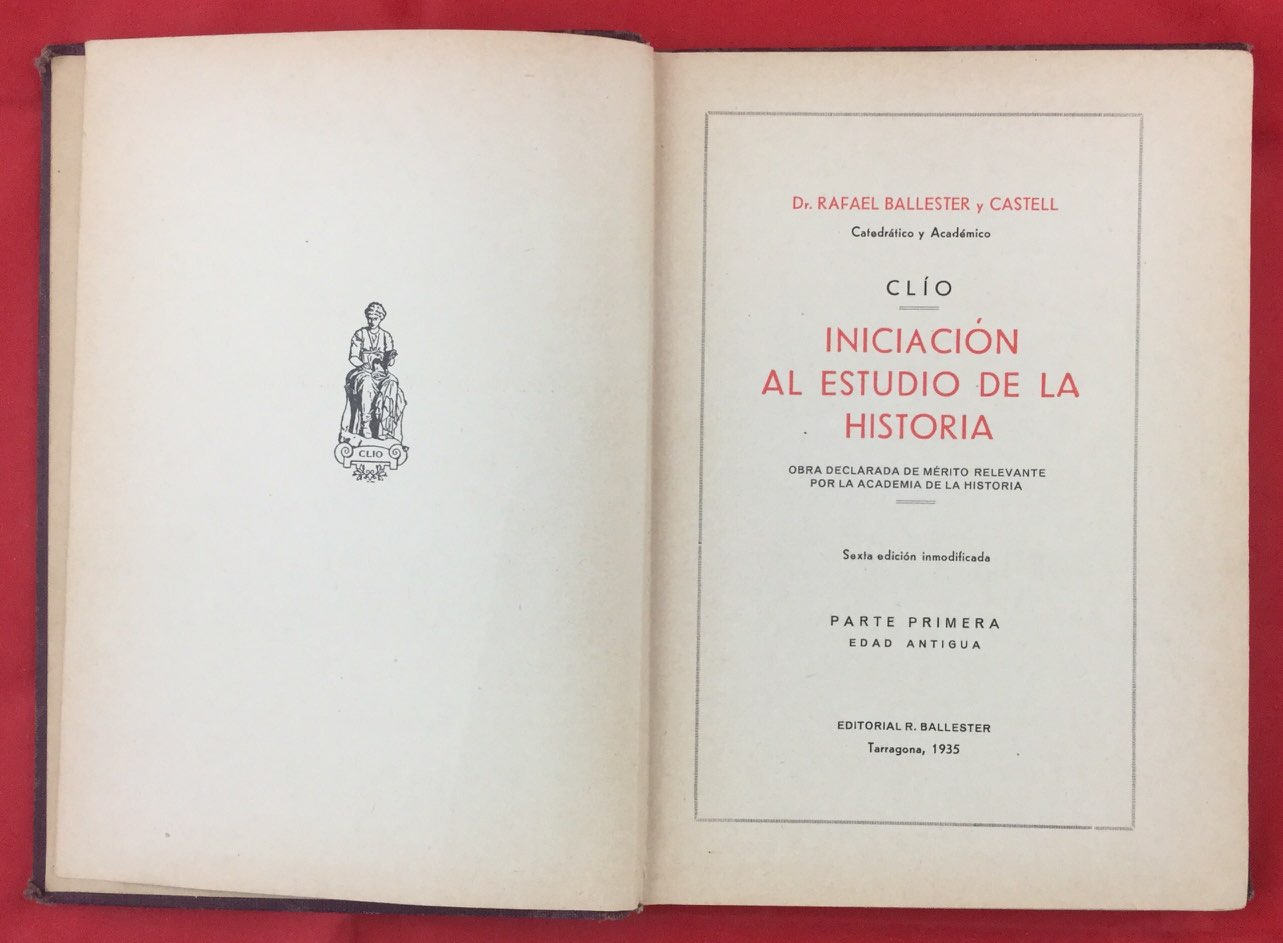 CLIO
Dr. RAFAEL BALLESTER y CASTELL
Catedrático y Académico
CLÍO
INICIACIÓN
AL ESTUDIO DE LA
HISTORIA
OBRA DECLARADA DE MÉRITO RELEVANTE
POR LA ACADEMIA DE LA HISTORIA
Sexta edición inmodificada
PARTE PRIMERA
EDAD ANTIGUA
EDITORIAL R. BALLESTER
Tarragona, 1935